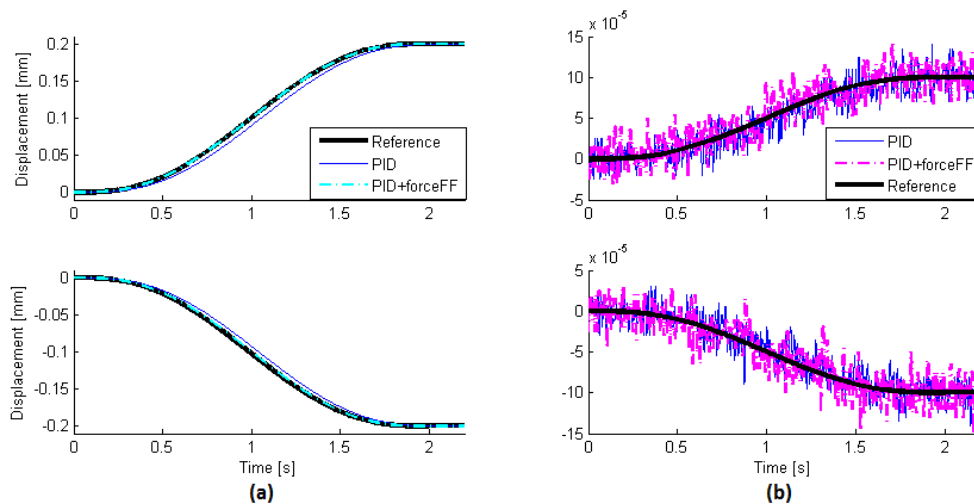 0.2
0.15
0.1
0.05
0
Displacement [mm]
Reference
PID
PID+forceFF
0 0.5 1 1.5 2
x 10⁻⁵
15
10
5
0
-5
PID
PID+forceFF
Reference
0 0.5 1 1.5 2
0
-0.05
-0.1
-0.15
-0.2
Displacement [mm]
0 0.5 1 1.5 2
Time [s]
(a)
x 10⁻⁵
5
0
-5
-10
-15
0 0.5 1 1.5 2
Time [s]
(b)